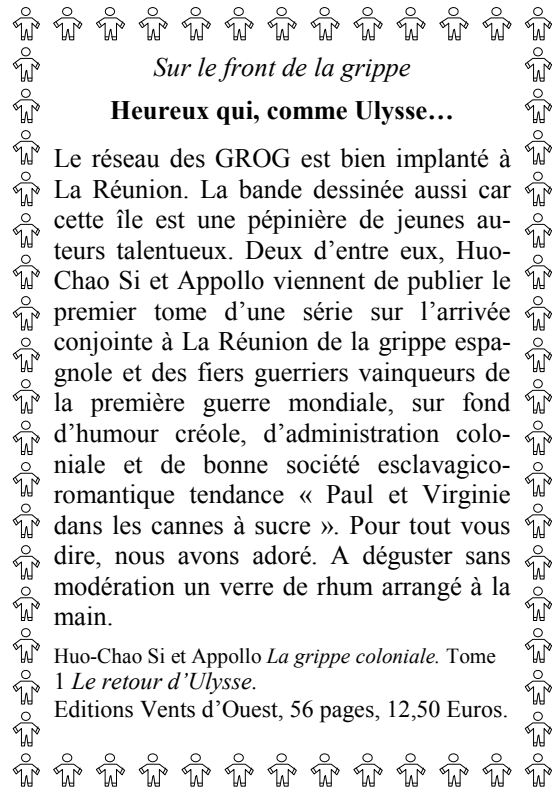 Sur le front de la grippe
Heureux qui, comme Ulysse…
Le réseau des GROG est bien implanté à
La Réunion. La bande dessinée aussi car
cette île est une pépinière de jeunes au-
teurs talentueux. Deux d’entre eux, Huo-
Chao Si et Appollo viennent de publier le
premier tome d’une série sur l’arrivée
conjointe à La Réunion de la grippe espa-
gnole et des fiers guerriers vainqueurs de
la première guerre mondiale, sur fond
d’humour créole, d’administration colo-
niale et de bonne société esclavagico-
romantique tendance « Paul et Virginie
dans les cannes à sucre ». Pour tout vous
dire, nous avons adoré. A déguster sans
modération un verre de rhum arrangé à la
main.
Huo-Chao Si et Appollo La grippe coloniale. Tome
1 Le retour d’Ulysse.
Editions Vents d’Ouest, 56 pages, 12,50 Euros.